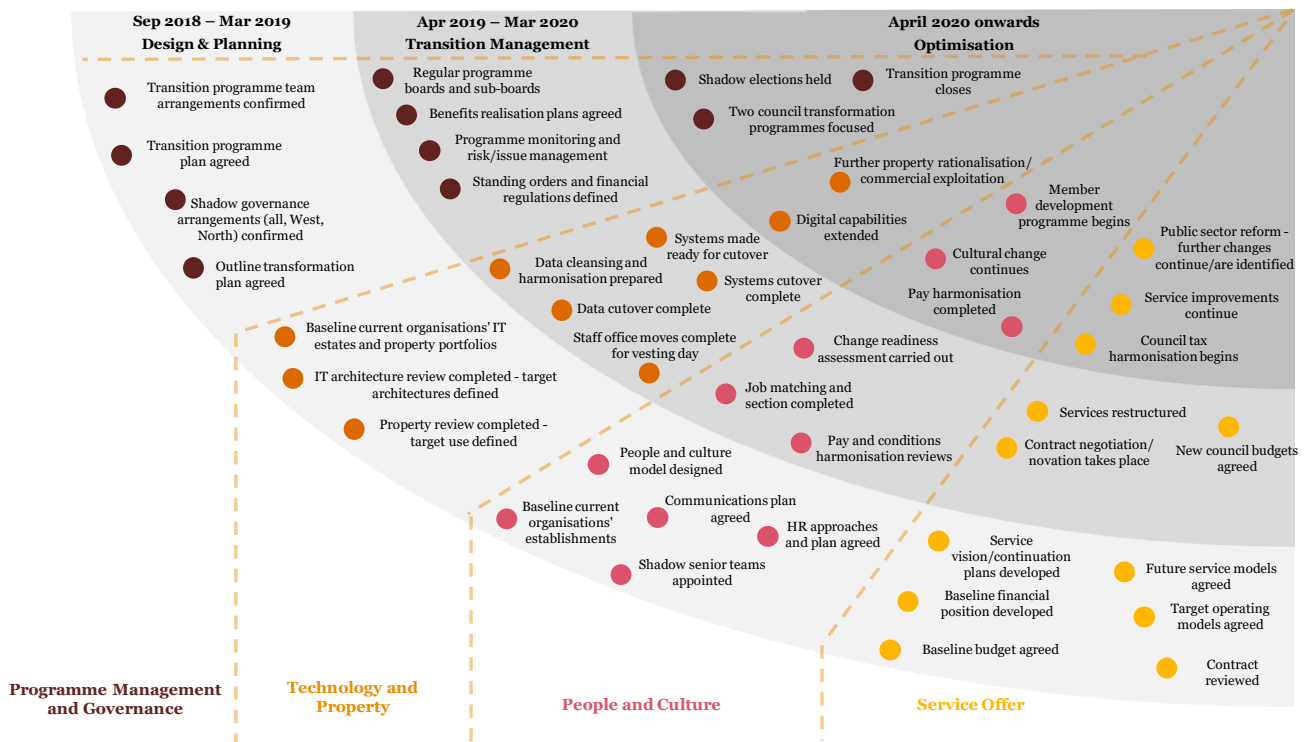 Sep 2018 – Mar 2019
Design & Planning
Apr 2019 – Mar 2020
Transition Management
April 2020 onwards
Optimisation
Transition programme team
arrangements confirmed
Transition programme
plan agreed
Shadow governance
arrangements (all, West,
North) confirmed
Outline transformation
plan agreed
Regular programme
boards and sub-boards
Benefits realisation plans agreed
Programme monitoring and
risk/issue management
Standing orders and financial
regulations defined
Shadow elections held
Transition programme
closes
Two council transformation
programmes focused
Baseline current organisations' IT
estates and property portfolios
IT architecture review completed - target
architectures defined
Property review completed -
target use defined
Systems made
ready for cutover
Data cleansing and
harmonisation prepared
Systems cutover
complete
Data cutover complete
Staff office moves complete
for vesting day
Further property rationalisation/
commercial exploitation
Digital capabilities
extended
People and culture
model designed
Baseline current
organisations'
establishments
Communications plan
agreed
HR approaches
and plan agreed
Shadow senior teams
appointed
Change readiness
assessment carried out
Job matching and
section completed
Pay and conditions
harmonisation reviews
Member
development
programme begins
Cultural change
continues
Pay harmonisation
completed
Public sector reform -
further changes
continue/are identified
Service improvements
continue
Council tax
harmonisation begins
Services restructured
Contract negotiation/
novation takes place
New council budgets
agreed
Service
vision/continuation
plans developed
Future service models
agreed
Baseline financial
position developed
Target operating
models agreed
Baseline budget agreed
Contract
reviewed
Programme Management
and Governance
Technology and
Property
People and Culture
Service Offer